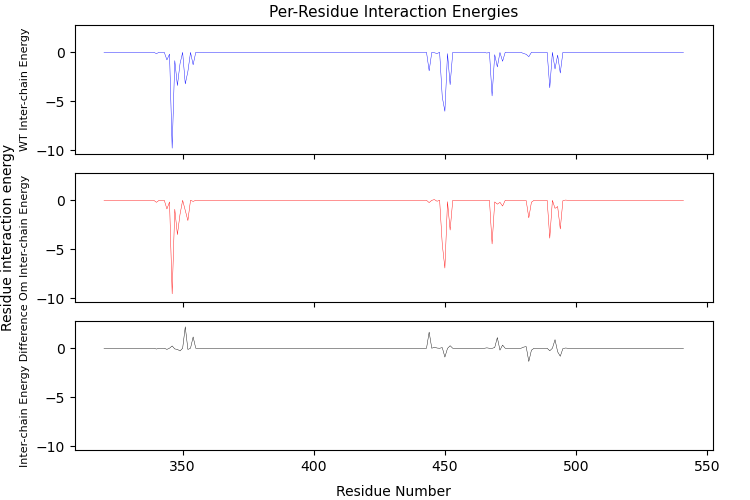 Per-Residue Interaction Energies
WT Inter-chain Energy
0
−5
−10
Residue interaction energy
Om Inter-chain Energy
0
−5
−10
Inter-chain Energy Difference
0
−5
−10
350
400
450
500
550
Residue Number